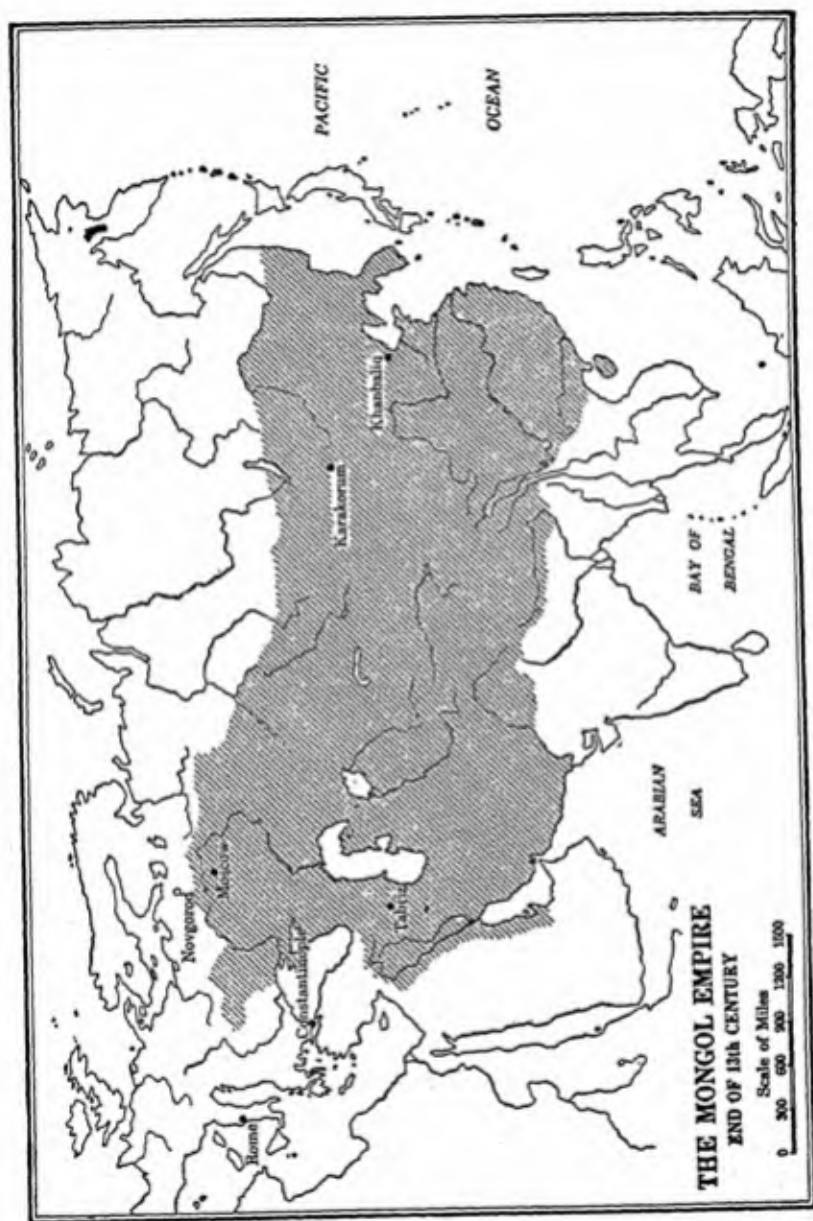 PACIFIC
OCEAN
Novgorod
Moscow
Karakorum
Khanbaliq
Constantinople
Rome
Tabriz
BAY OF
BENGAL
ARABIAN
SEA
THE MONGOL EMPIRE
END OF 13th CENTURY
Scale of Miles
0 300 600 900 1200 1500